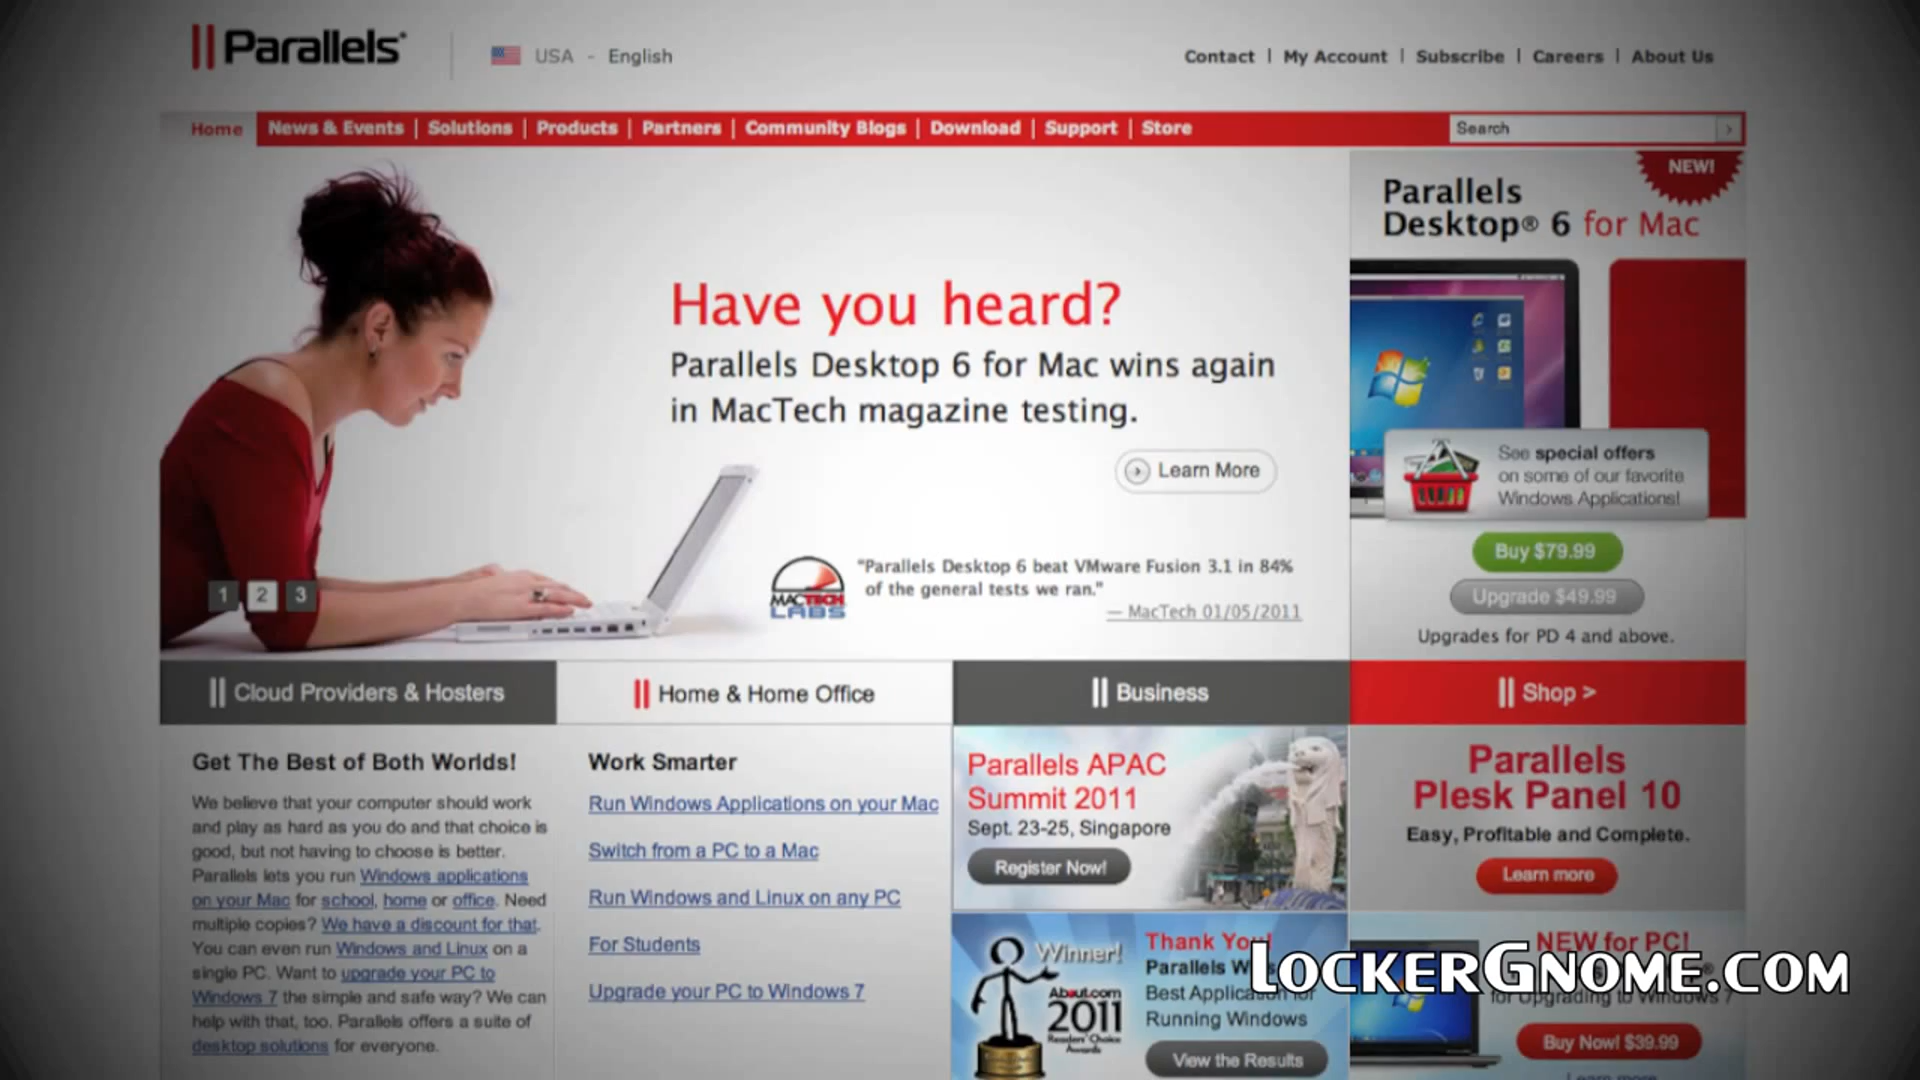 Parallels®
USA - English
Contact | My Account | Subscribe | Careers | About Us
Home
News & Events | Solutions | Products | Partners | Community Blogs | Download | Support | Store
Search
NEW!
Parallels
Desktop® 6 for Mac
Have you heard?
Parallels Desktop 6 for Mac wins again
in MacTech magazine testing.
Learn More
See special offers
on some of our favorite
Windows Applications!
Buy $79.99
Upgrade $49.99
Upgrades for PD 4 and above.
1 2 3
MACTECH
LABS
"Parallels Desktop 6 beat VMware Fusion 3.1 in 84%
of the general tests we ran."
— MacTech 01/05/2011
Cloud Providers & Hosters
Home & Home Office
Business
Shop >
Get The Best of Both Worlds!
We believe that your computer should work
and play as hard as you do and that choice is
good, but not having to choose is better.
Parallels lets you run Windows applications
on your Mac for school, home or office. Need
multiple copies? We have a discount for that.
You can even run Windows and Linux on a
single PC. Want to upgrade your PC to
Windows 7 the simple and safe way? We can
help with that, too. Parallels offers a suite of
desktop solutions for everyone.
Work Smarter
Run Windows Applications on your Mac
Switch from a PC to a Mac
Run Windows and Linux on any PC
For Students
Upgrade your PC to Windows 7
Parallels APAC
Summit 2011
Sept. 23-25, Singapore
Register Now!
Winner!
About.com
2011
Readers' Choice
Awards
Thank You!
Parallels
Best Application for
Running Windows
View the Results
Parallels
Plesk Panel 10
Easy, Profitable and Complete.
Learn more
NEW for PC!
for Upgrading to Windows 7
Buy Now! $39.99
Learn more
LOCKERGNOME.COM